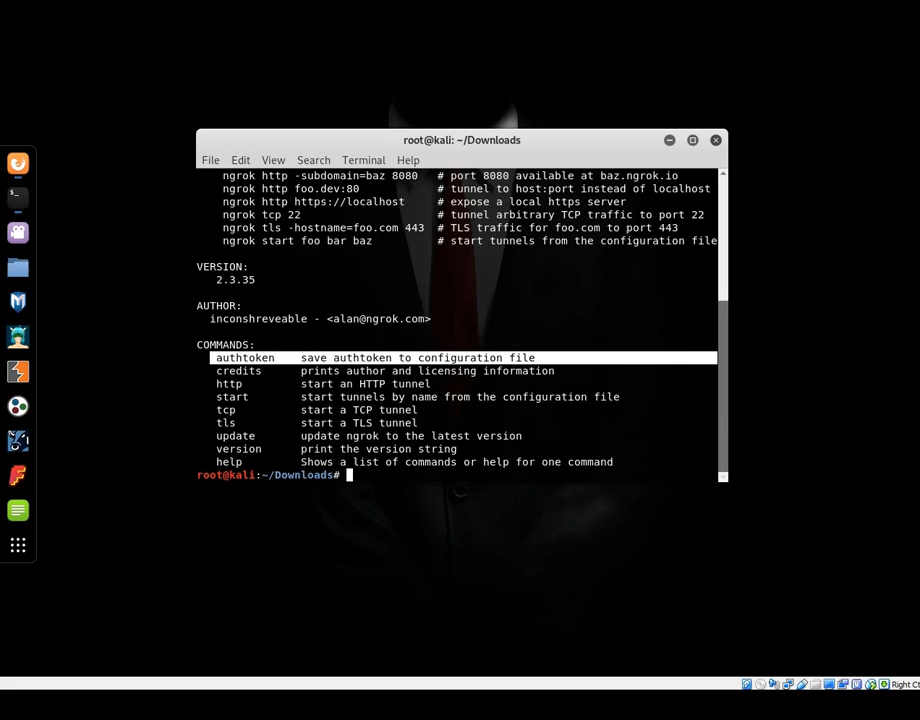 root@kali: ~/Downloads
File Edit View Search Terminal Help
ngrok http -subdomain=baz 8080 # port 8080 available at baz.ngrok.io
ngrok http foo.dev:80 # tunnel to host:port instead of localhost
ngrok http https://localhost # expose a local https server
ngrok tcp 22 # tunnel arbitrary TCP traffic to port 22
ngrok tls -hostname=foo.com 443 # TLS traffic for foo.com to port 443
ngrok start foo bar baz # start tunnels from the configuration file
VERSION:
2.3.35
AUTHOR:
inconshreveable - <alan@ngrok.com>
COMMANDS:
authtoken save authtoken to configuration file
credits prints author and licensing information
http start an HTTP tunnel
start start tunnels by name from the configuration file
tcp start a TCP tunnel
tls start a TLS tunnel
update update ngrok to the latest version
version print the version string
help Shows a list of commands or help for one command
root@kali:~/Downloads#
Right Ct